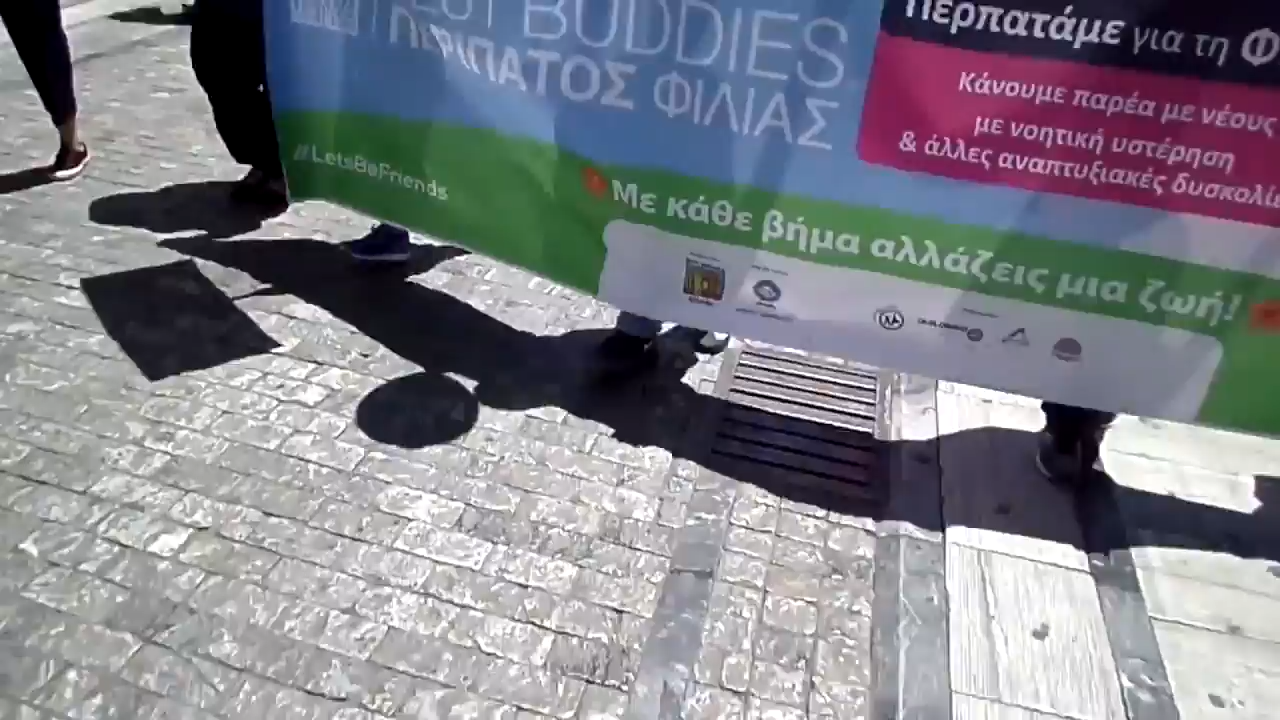 BUDDIES
ΠΕΡΙΠΑΤΟΣ ΦΙΛΙΑΣ
#LetsBeFriends
Περπατάμε για τη
Κάνουμε παρέα με νέους
με νοητική υστέρηση
& άλλες αναπτυξιακές
Με κάθε βήμα αλλάζεις μια ζωή!